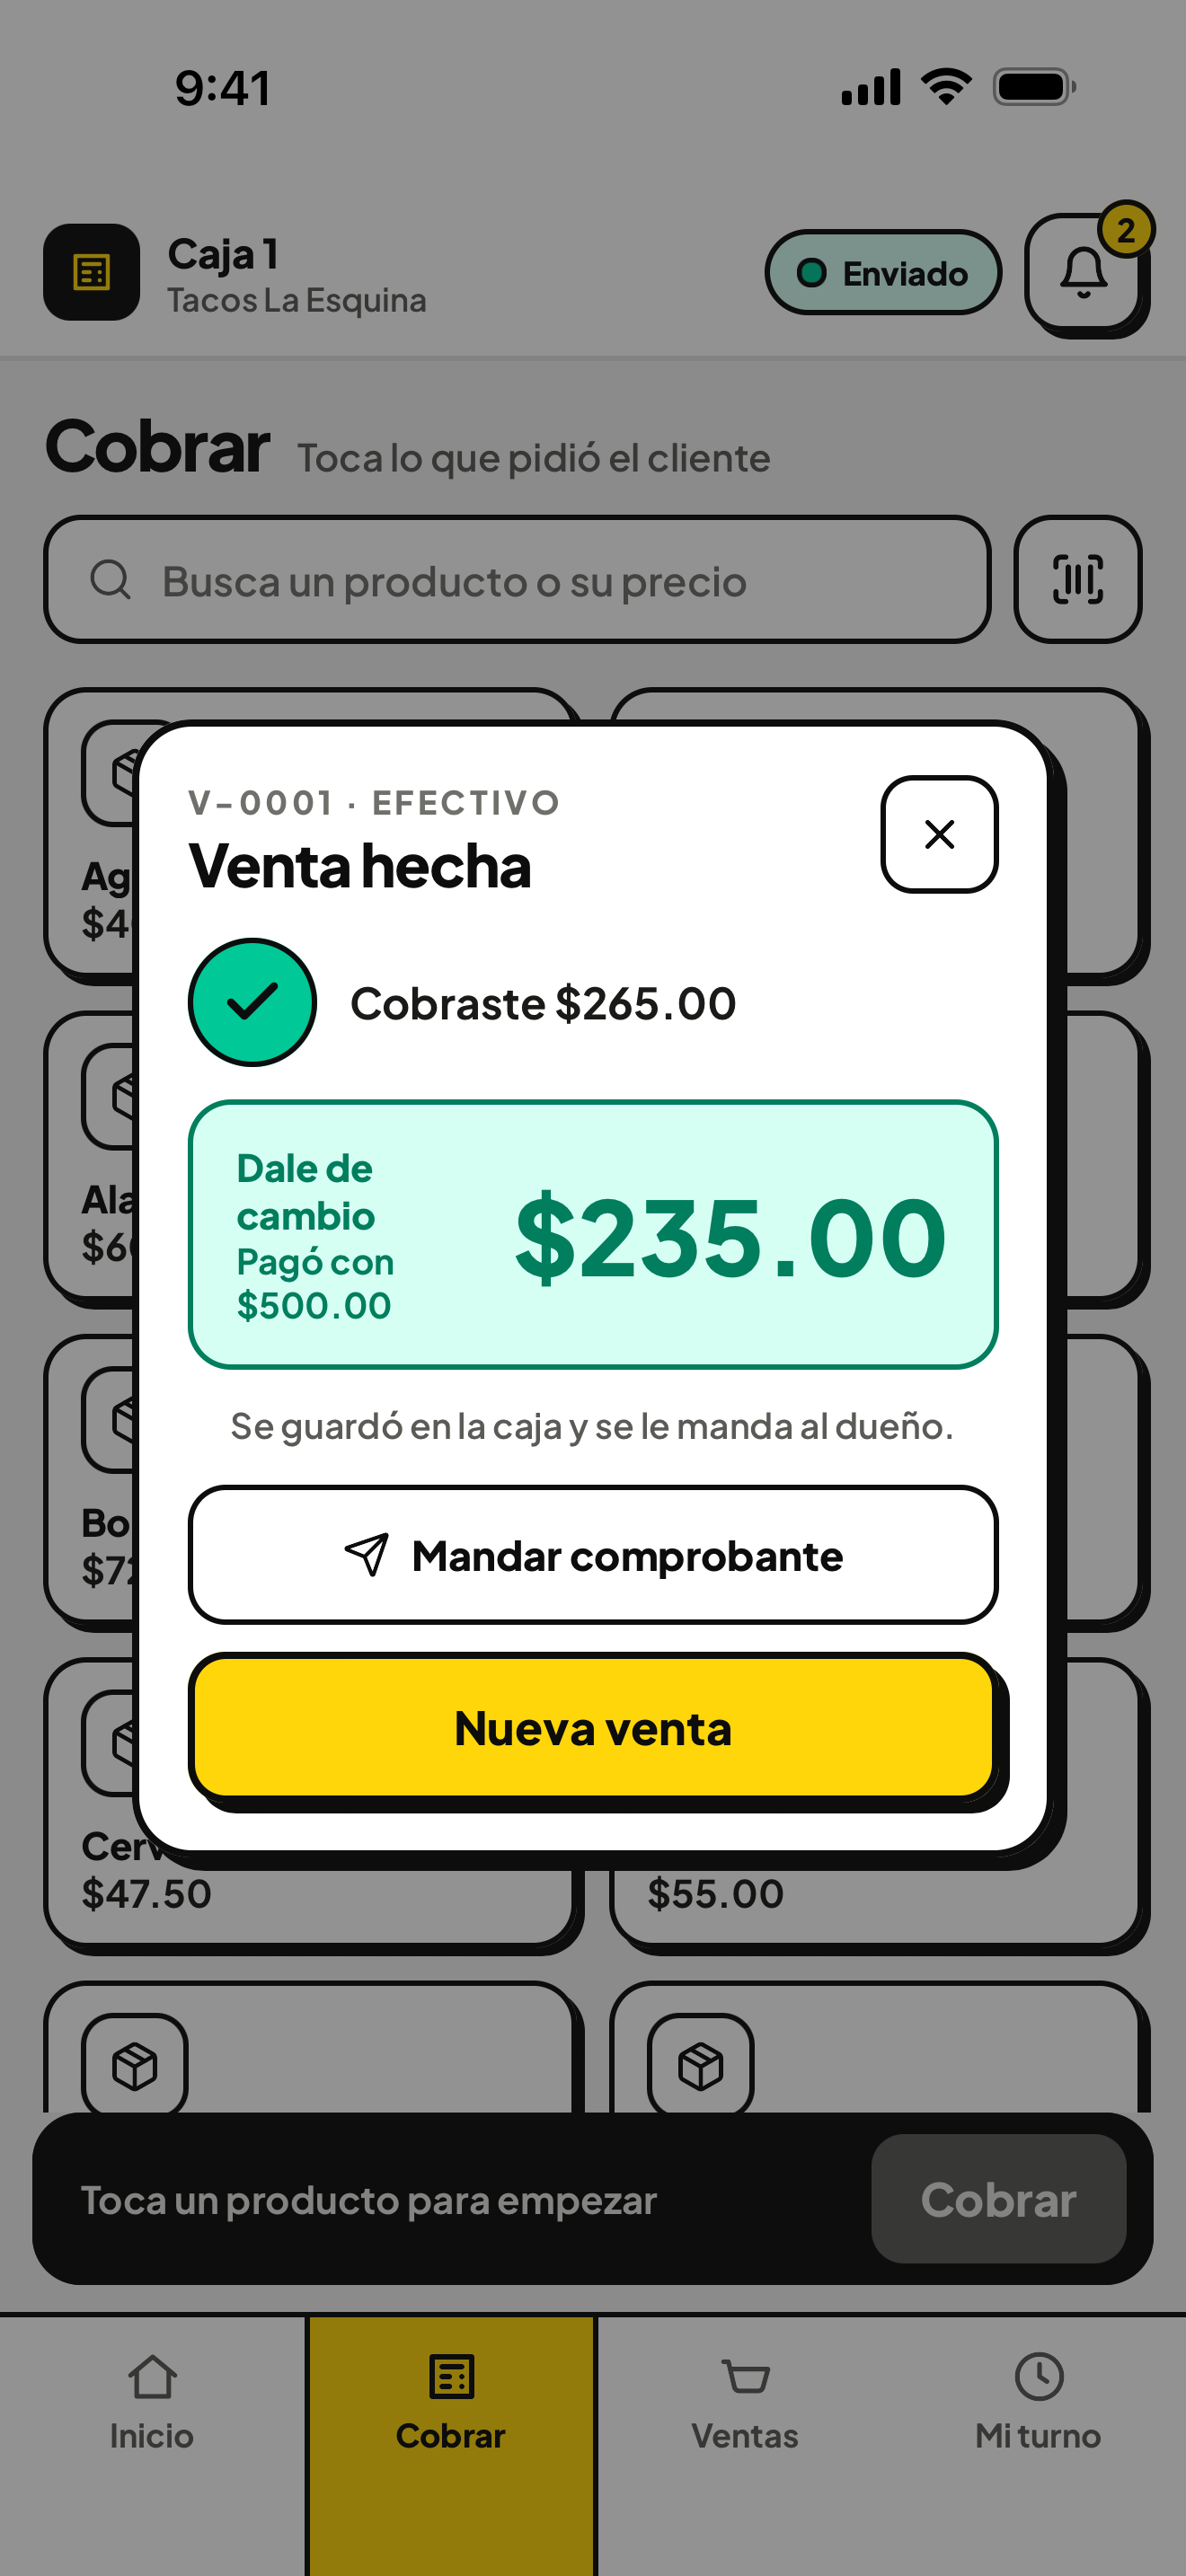 9:41
Caja 1
Tacos La Esquina
Enviado
2
Cobrar
Toca lo que pidió el cliente
Busca un producto o su precio
V-0001 · EFECTIVO
Venta hecha
Cobraste $265.00
Dale de
cambio
Pagó con
$500.00
$235.00
Se guardó en la caja y se le manda al dueño.
Mandar comprobante
Nueva venta
$47.50
$55.00
Toca un producto para empezar
Cobrar
Inicio
Cobrar
Ventas
Mi turno